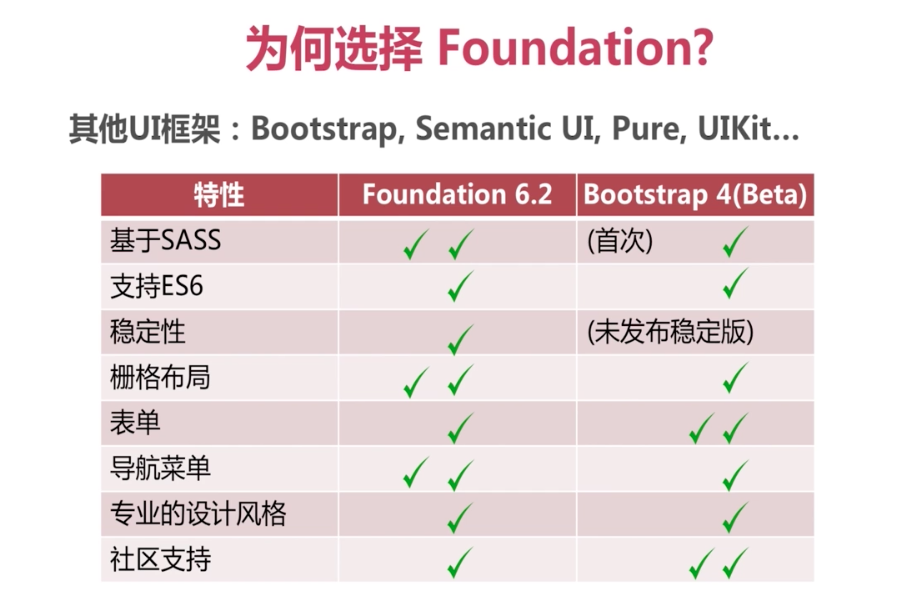 为何选择 Foundation?
其他UI框架：Bootstrap, Semantic UI, Pure, UIKit...
特性 Foundation 6.2 Bootstrap 4(Beta)
基于SASS ✓ ✓ (首次) ✓
支持ES6 ✓ ✓
稳定性 ✓ (未发布稳定版)
栅格布局 ✓ ✓ ✓
表单 ✓ ✓ ✓
导航菜单 ✓ ✓ ✓
专业的设计风格 ✓ ✓
社区支持 ✓ ✓ ✓